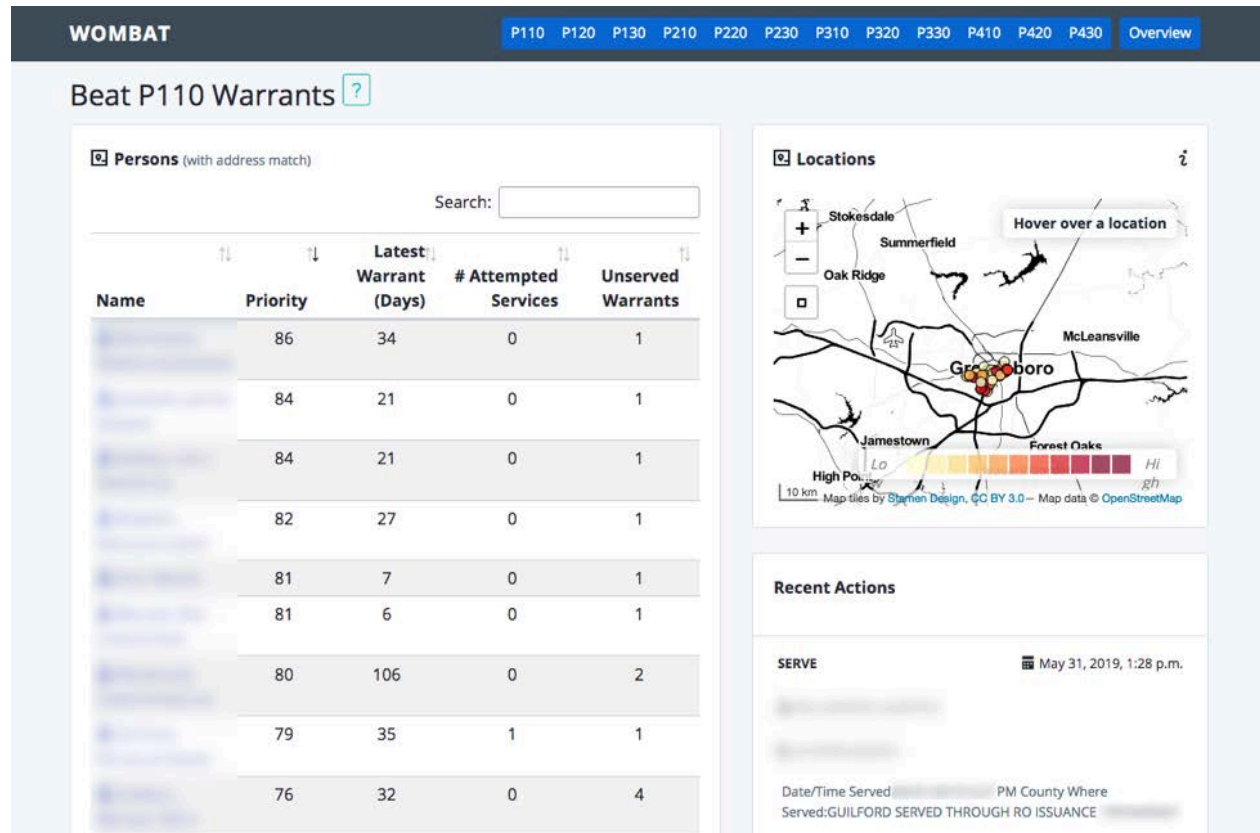 WOMBAT
P110 P120 P130 P210 P220 P230 P310 P320 P330 P410 P420 P430 Overview
Beat P110 Warrants ?
Persons (with address match)
Search:
Name Priority Latest Warrant (Days) # Attempted Services Unserved Warrants
86 34 0 1
84 21 0 1
84 21 0 1
82 27 0 1
81 7 0 1
81 6 0 1
80 106 0 2
79 35 1 1
76 32 0 4
Locations i
+
−
Hover over a location
Stokesdale
Summerfield
Oak Ridge
McLeansville
Greensboro
Jamestown
Forest Oaks
High Po
Lo
High
10 km
Map tiles by Stamen Design, CC BY 3.0 — Map data © OpenStreetMap
Recent Actions
SERVE May 31, 2019, 1:28 p.m.
Date/Time Served PM County Where
Served:GUILFORD SERVED THROUGH RO ISSUANCE